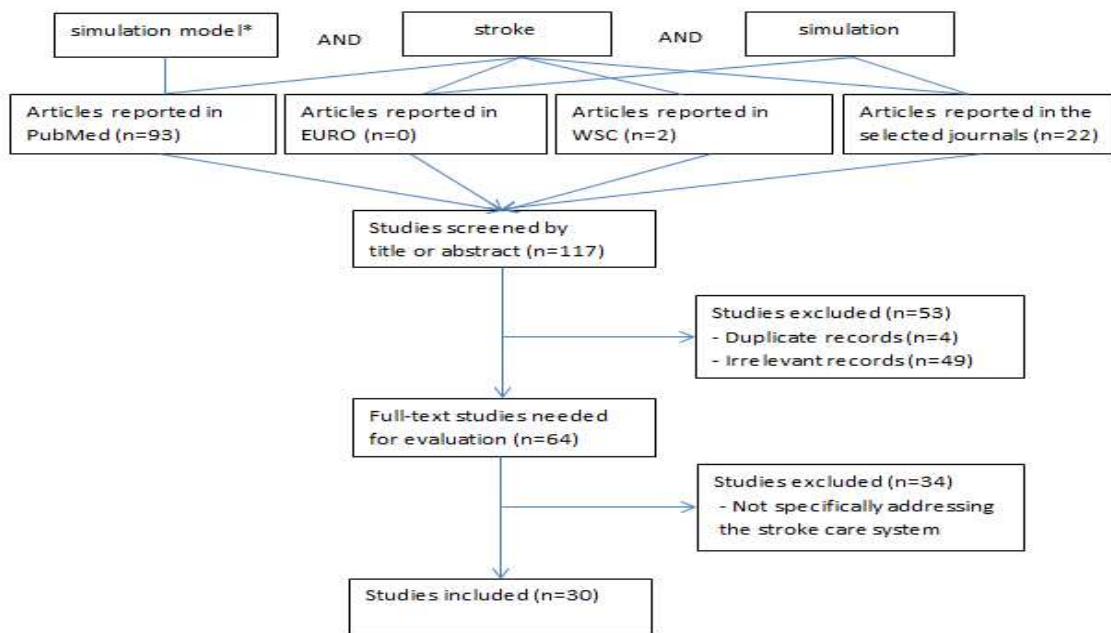 simulation model*
AND
stroke
AND
simulation
Articles reported in
PubMed (n=93)
Articles reported in
EURO (n=0)
Articles reported in
WSC (n=2)
Articles reported in the
selected journals (n=22)
Studies screened by
title or abstract (n=117)
Studies excluded (n=53)
- Duplicate records (n=4)
- Irrelevant records (n=49)
Full-text studies needed
for evaluation (n=64)
Studies excluded (n=34)
- Not specifically addressing
the stroke care system
Studies included (n=30)